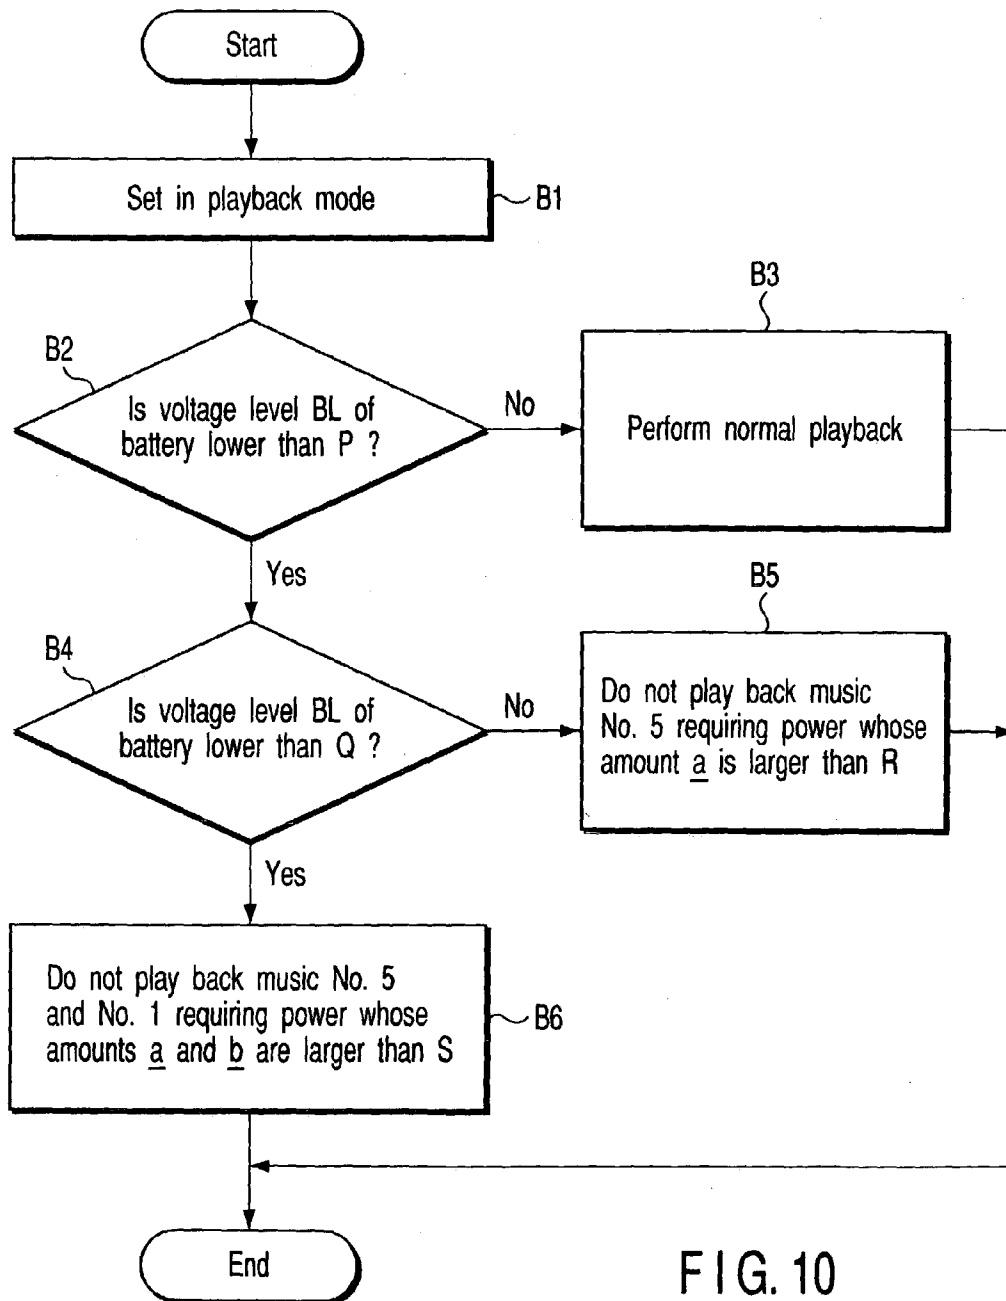 Start
Set in playback mode
B1
B2
Is voltage level BL of
battery lower than P ?
No
B3
Perform normal playback
Yes
B4
Is voltage level BL of
battery lower than Q ?
No
B5
Do not play back music
No. 5 requiring power whose
amount a is larger than R
Yes
Do not play back music No. 5
and No. 1 requiring power whose
amounts a and b are larger than S
B6
End
FIG. 10